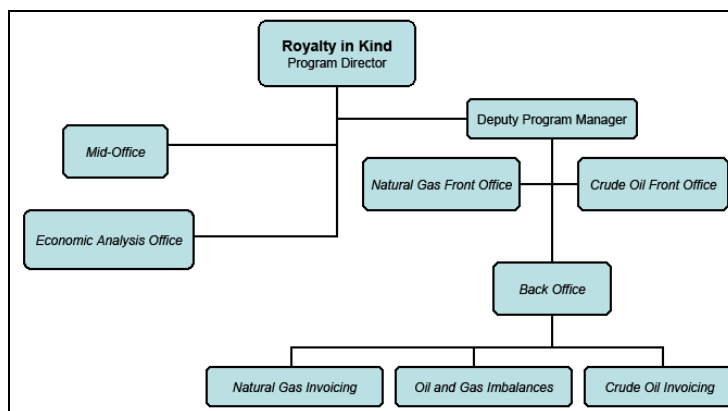 Royalty in Kind
Program Director
Deputy Program Manager
Mid-Office
Natural Gas Front Office
Crude Oil Front Office
Economic Analysis Office
Back Office
Natural Gas Invoicing
Oil and Gas Imbalances
Crude Oil Invoicing